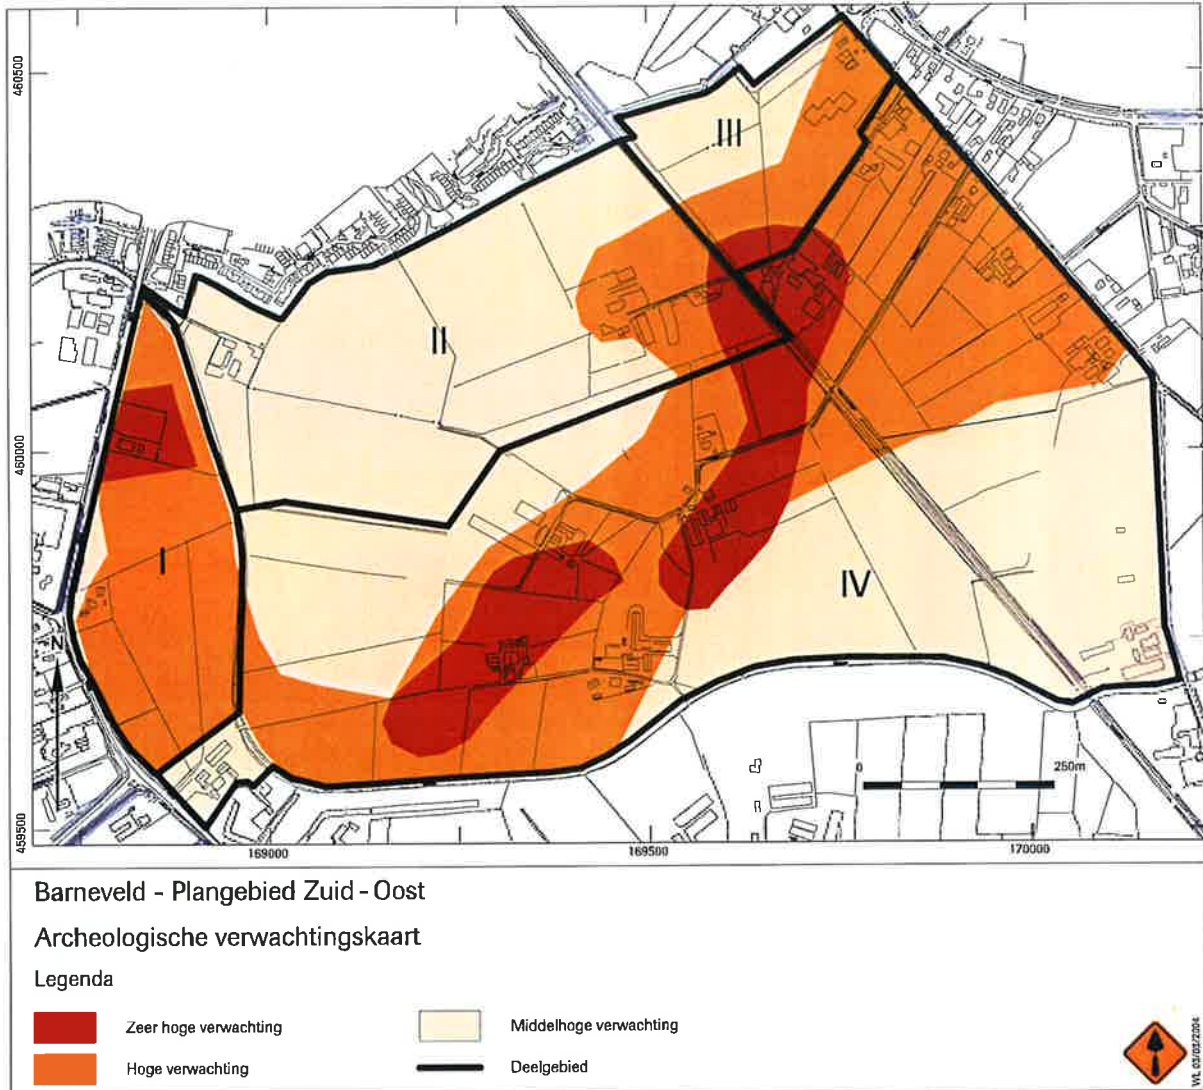 460500
460000
459500
III
II
I
IV
N
0 250m
169000 169500 170000
Barneveld - Plangebied Zuid - Oost
Archeologische verwachtingskaart
Legenda
Zeer hoge verwachting
Middelhoge verwachting
Hoge verwachting
Deelgebied